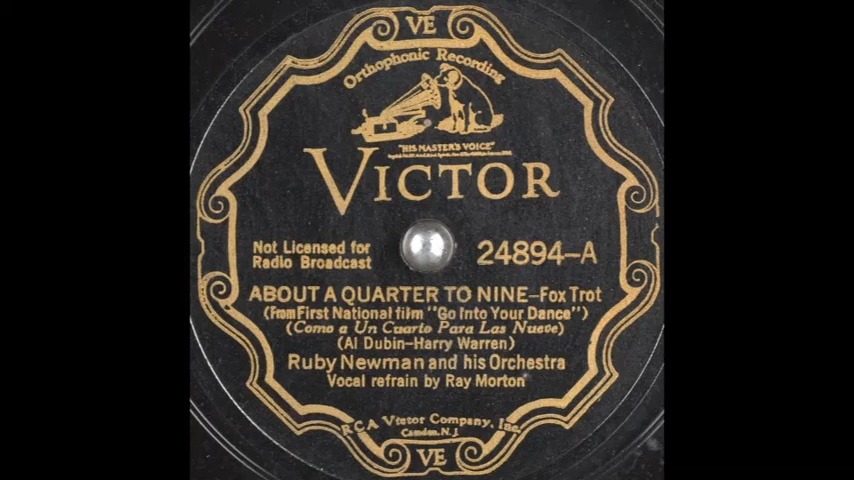 VE
Orthophonic Recording
"HIS MASTER'S VOICE"
VICTOR
Not Licensed for
Radio Broadcast
24894-A
ABOUT A QUARTER TO NINE-Fox Trot
(From First National film "Go Into Your Dance")
(Como a Un Cuarto Para Las Nueve)
(Al Dubin-Harry Warren)
Ruby Newman and his Orchestra
Vocal refrain by Ray Morton
RCA Victor Company, Inc.
Camden, N.J.
VE